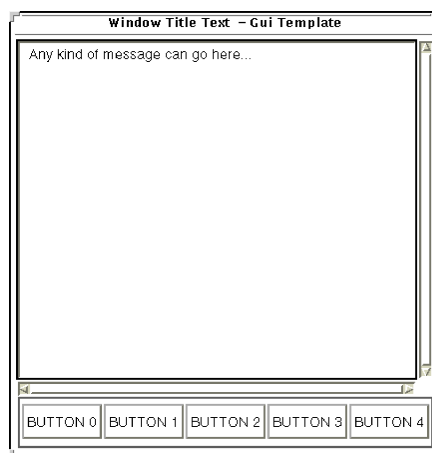 Window Title Text - Gui Template
Any kind of message can go here...
BUTTON 0 BUTTON 1 BUTTON 2 BUTTON 3 BUTTON 4